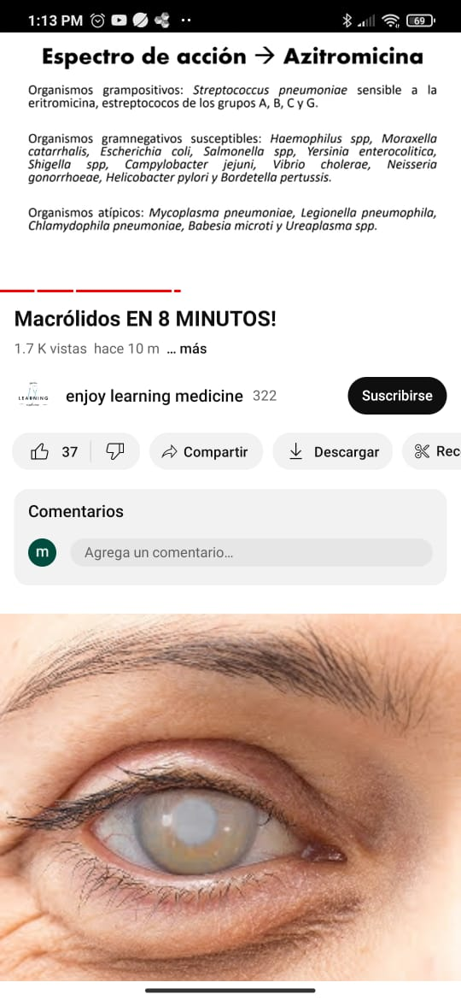 1:13 PM
69
Espectro de acción → Azitromicina
Organismos grampositivos: Streptococcus pneumoniae sensible a la
eritromicina, estreptococos de los grupos A, B, C y G.
Organismos gramnegativos susceptibles: Haemophilus spp, Moraxella
catarrhalis, Escherichia coli, Salmonella spp, Yersinia enterocolitica,
Shigella spp, Campylobacter jejuni, Vibrio cholerae, Neisseria
gonorrhoeae, Helicobacter pylori y Bordetella pertussis.
Organismos atípicos: Mycoplasma pneumoniae, Legionella pneumophila,
Chlamydophila pneumoniae, Babesia microti y Ureaplasma spp.
Macrólidos EN 8 MINUTOS!
1.7 K vistas hace 10 m ... más
LEARNING
enjoy learning medicine 322
Suscribirse
37
Compartir
Descargar
Rec
Comentarios
m
Agrega un comentario...